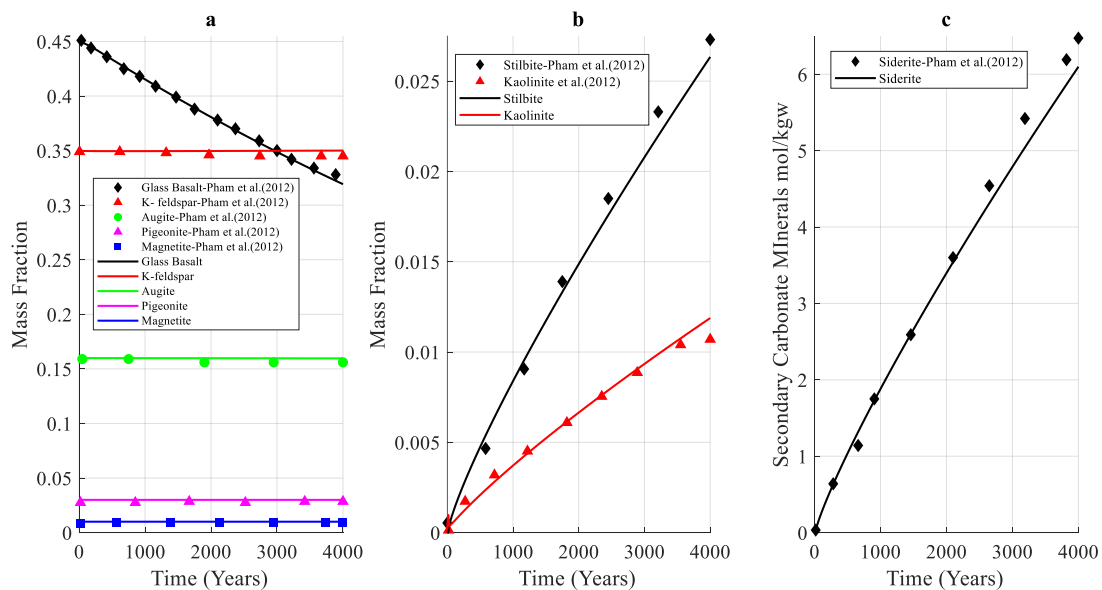 a
Mass Fraction
0.45
0.4
0.35
0.3
0.25
0.2
0.15
0.1
0.05
0
Glass Basalt-Pham et al.(2012)
K- feldspar-Pham et al.(2012)
Augite-Pham et al.(2012)
Pigeonite-Pham et al.(2012)
Magnetite-Pham et al.(2012)
Glass Basalt
K-feldspar
Augite
Pigeonite
Magnetite
0 1000 2000 3000 4000
Time (Years)
b
Mass Fraction
0.025
0.02
0.015
0.01
0.005
0
Stilbite-Pham et al.(2012)
Kaolinite et al.(2012)
Stilbite
Kaolinite
0 1000 2000 3000 4000
Time (Years)
c
Secondary Carbonate MInerals mol/kgw
6
5
4
3
2
1
0
Siderite-Pham et al.(2012)
Siderite
0 1000 2000 3000 4000
Time (Years)